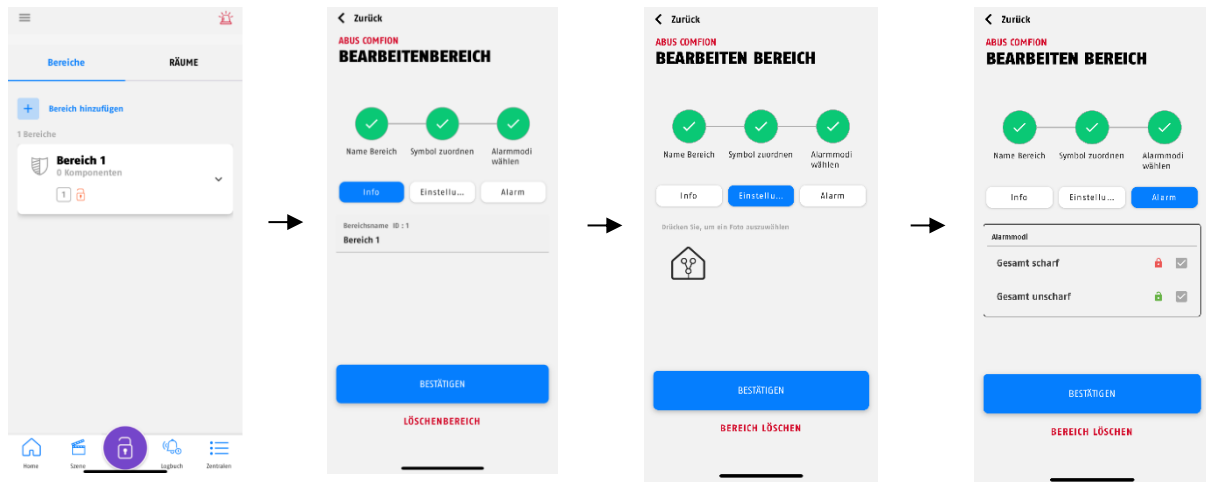 Bereiche
RÄUME
+ Bereich hinzufügen
1 Bereiche
Bereich 1
0 Komponenten
1
Home
Szene
Logbuch
Zentralen
Zurück
ABUS COMFION
BEARBEITENBEREICH
Name Bereich
Symbol zuordnen
Alarmmodi
wählen
Info
Einstellu...
Alarm
Bereichsname ID : 1
Bereich 1
BESTÄTIGEN
LÖSCHENBEREICH
Zurück
ABUS COMFION
BEARBEITEN BEREICH
Name Bereich
Symbol zuordnen
Alarmmodi
wählen
Info
Einstellu...
Alarm
Drücken Sie, um ein Foto auszuwählen
BESTÄTIGEN
BEREICH LÖSCHEN
Zurück
ABUS COMFION
BEARBEITEN BEREICH
Name Bereich
Symbol zuordnen
Alarmmodi
wählen
Info
Einstellu...
Alarm
Alarmmodi
Gesamt scharf
Gesamt unscharf
BESTÄTIGEN
BEREICH LÖSCHEN